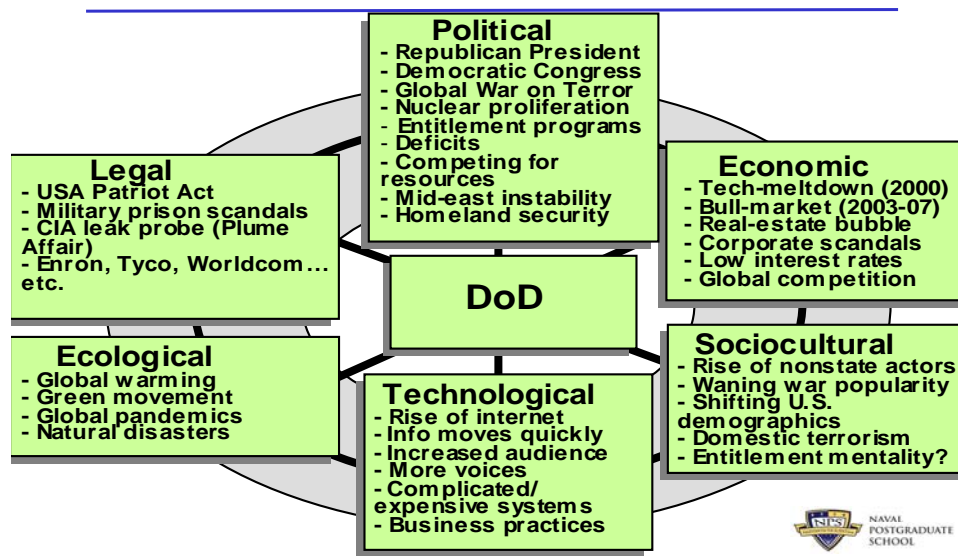 Political
- Republican President
- Democratic Congress
- Global War on Terror
- Nuclear proliferation
- Entitlement programs
- Deficits
- Competing for
resources
- Mid-east instability
- Homeland security
Legal
- USA Patriot Act
- Military prison scandals
- CIA leak probe (Plume
Affair)
- Enron, Tyco, Worldcom...
etc.
Economic
- Tech-meltdown (2000)
- Bull-market (2003-07)
- Real-estate bubble
- Corporate scandals
- Low interest rates
- Global competition
DoD
Ecological
- Global warming
- Green movement
- Global pandemics
- Natural disasters
Technological
- Rise of internet
- Info moves quickly
- Increased audience
- More voices
- Complicated/
expensive systems
- Business practices
Sociocultural
- Rise of nonstate actors
- Waning war popularity
- Shifting U.S.
demographics
- Domestic terrorism
- Entitlement mentality?
NPS
NAVAL
POSTGRADUATE
SCHOOL